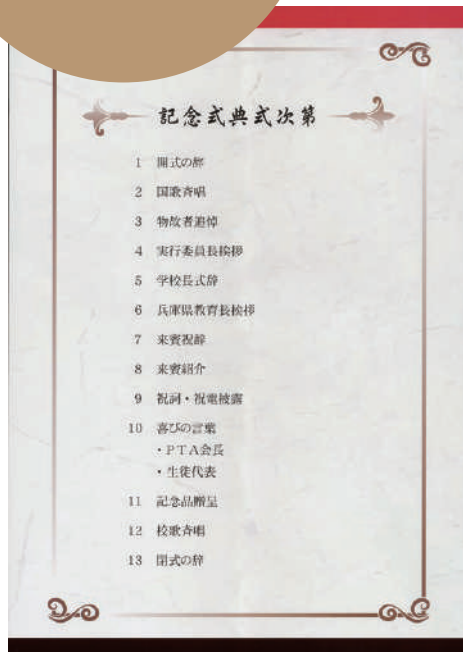 記念式典式次第
1 開式の辞
2 国歌斉唱
3 物故者追悼
4 実行委員長挨拶
5 学校長式辞
6 兵庫県教育長挨拶
7 来賓祝辞
8 来賓紹介
9 祝詞・祝電披露
10 喜びの言葉
・PTA会長
・生徒代表
11 記念品贈呈
12 校歌斉唱
13 閉式の辞